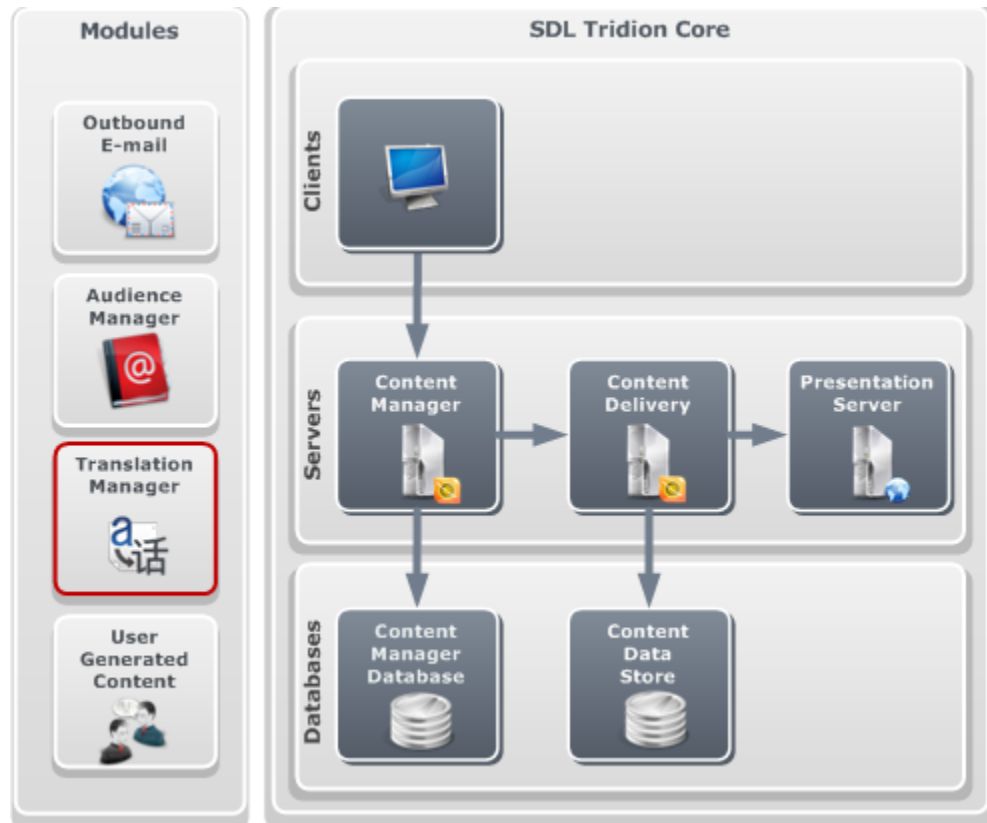 Modules
Outbound
E-mail
Audience
Manager
@
Translation
Manager
a
话
User
Generated
Content
SDL Tridion Core
Clients
Servers
Content
Manager
Content
Delivery
Presentation
Server
Databases
Content
Manager
Database
Content
Data
Store